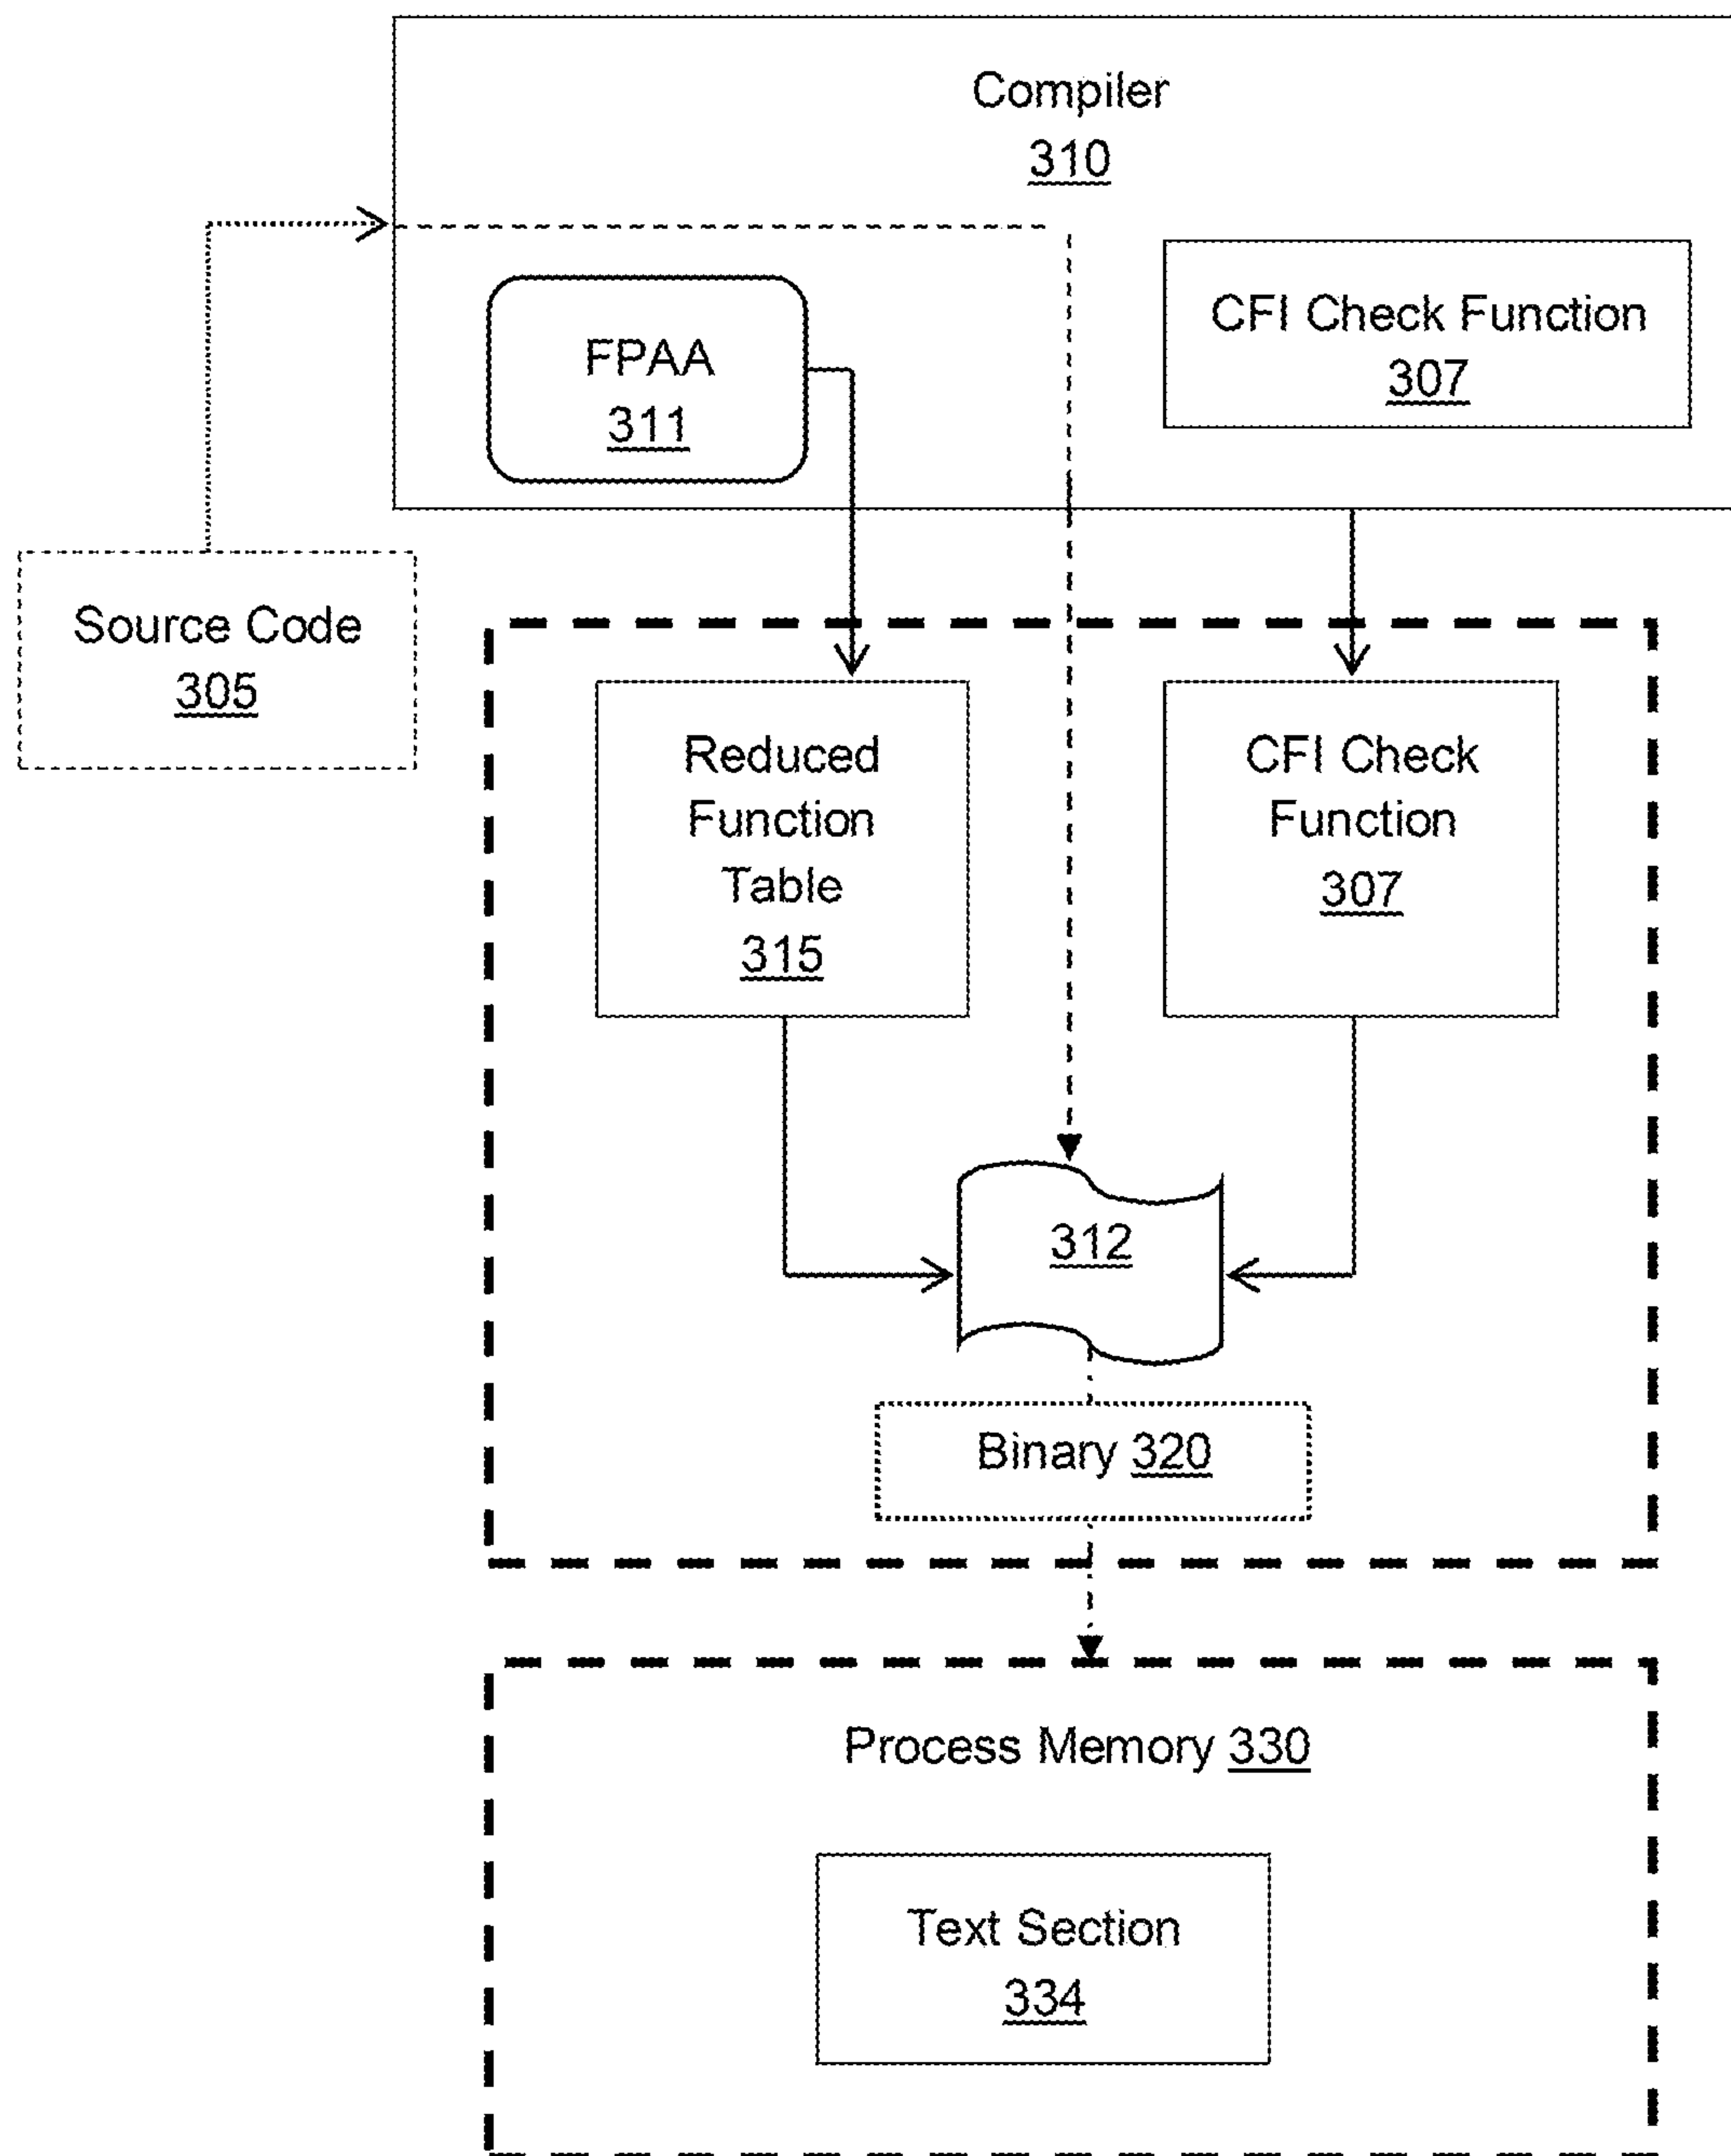 Compiler
310
CFI Check Function
307
FPAA
311
Source Code
305
Reduced
Function
Table
315
CFI Check
Function
307
312
Binary 320
Process Memory 330
Text Section
334